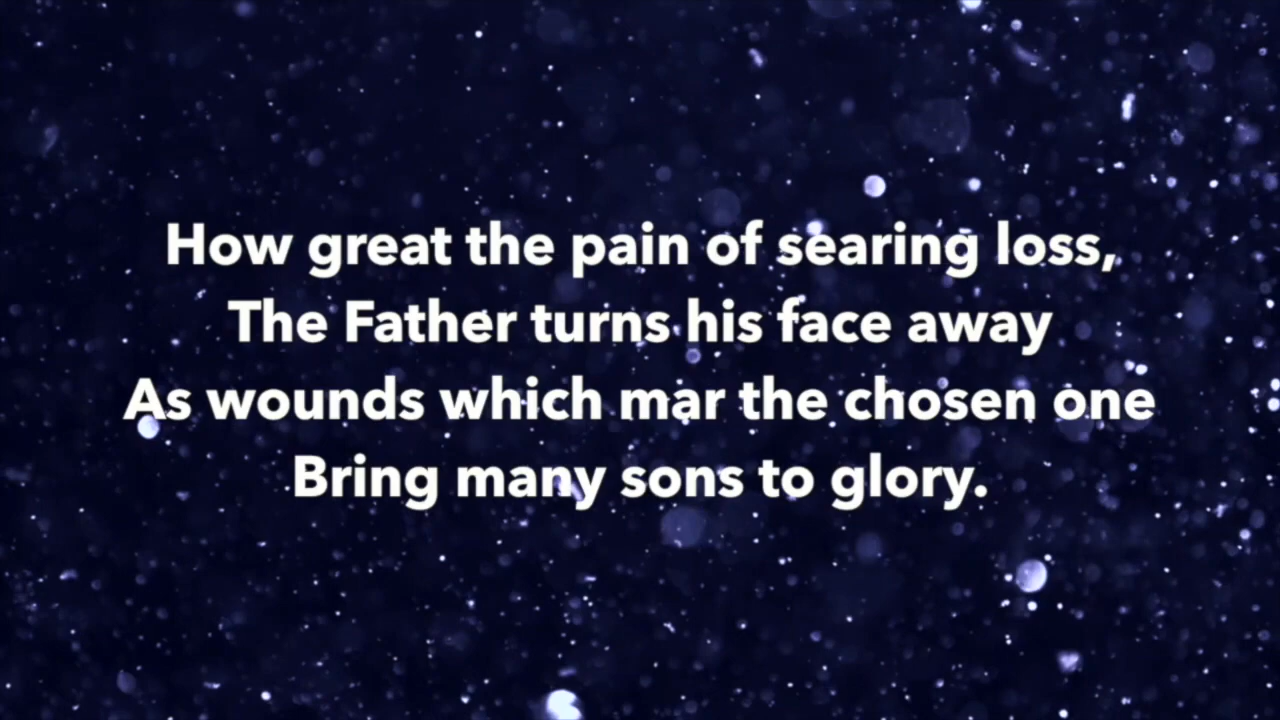 How great the pain of searing loss,
The Father turns his face away
As wounds which mar the chosen one
Bring many sons to glory.